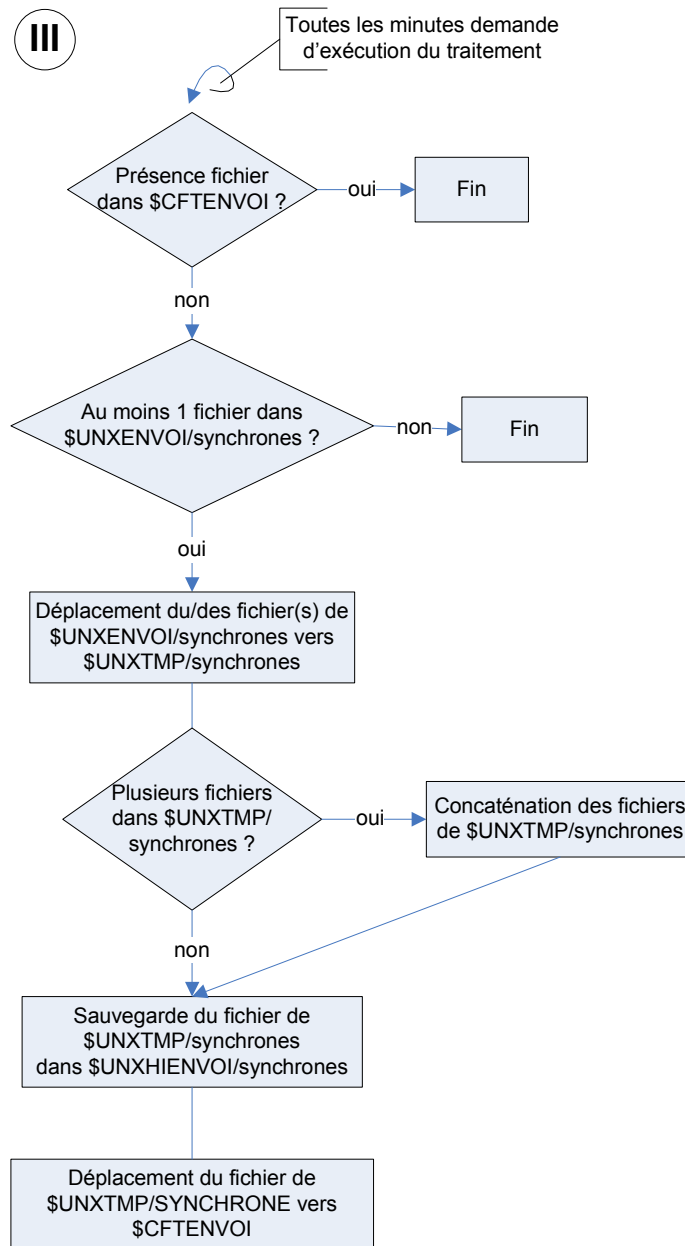 III
Toutes les minutes demande
d'exécution du traitement
Présence fichier
dans $CFTENVOI ?
oui
Fin
non
Au moins 1 fichier dans
$UNXENVOI/synchrones ?
non
Fin
oui
Déplacement du/des fichier(s) de
$UNXENVOI/synchrones vers
$UNXTMP/synchrones
Plusieurs fichiers
dans $UNXTMP/
synchrones ?
oui
Concaténation des fichiers
de $UNXTMP/synchrones
non
Sauvegarde du fichier de
$UNXTMP/synchrones
dans $UNXHIENVOI/synchrones
Déplacement du fichier de
$UNXTMP/SYNCHRONE vers
$CFTENVOI